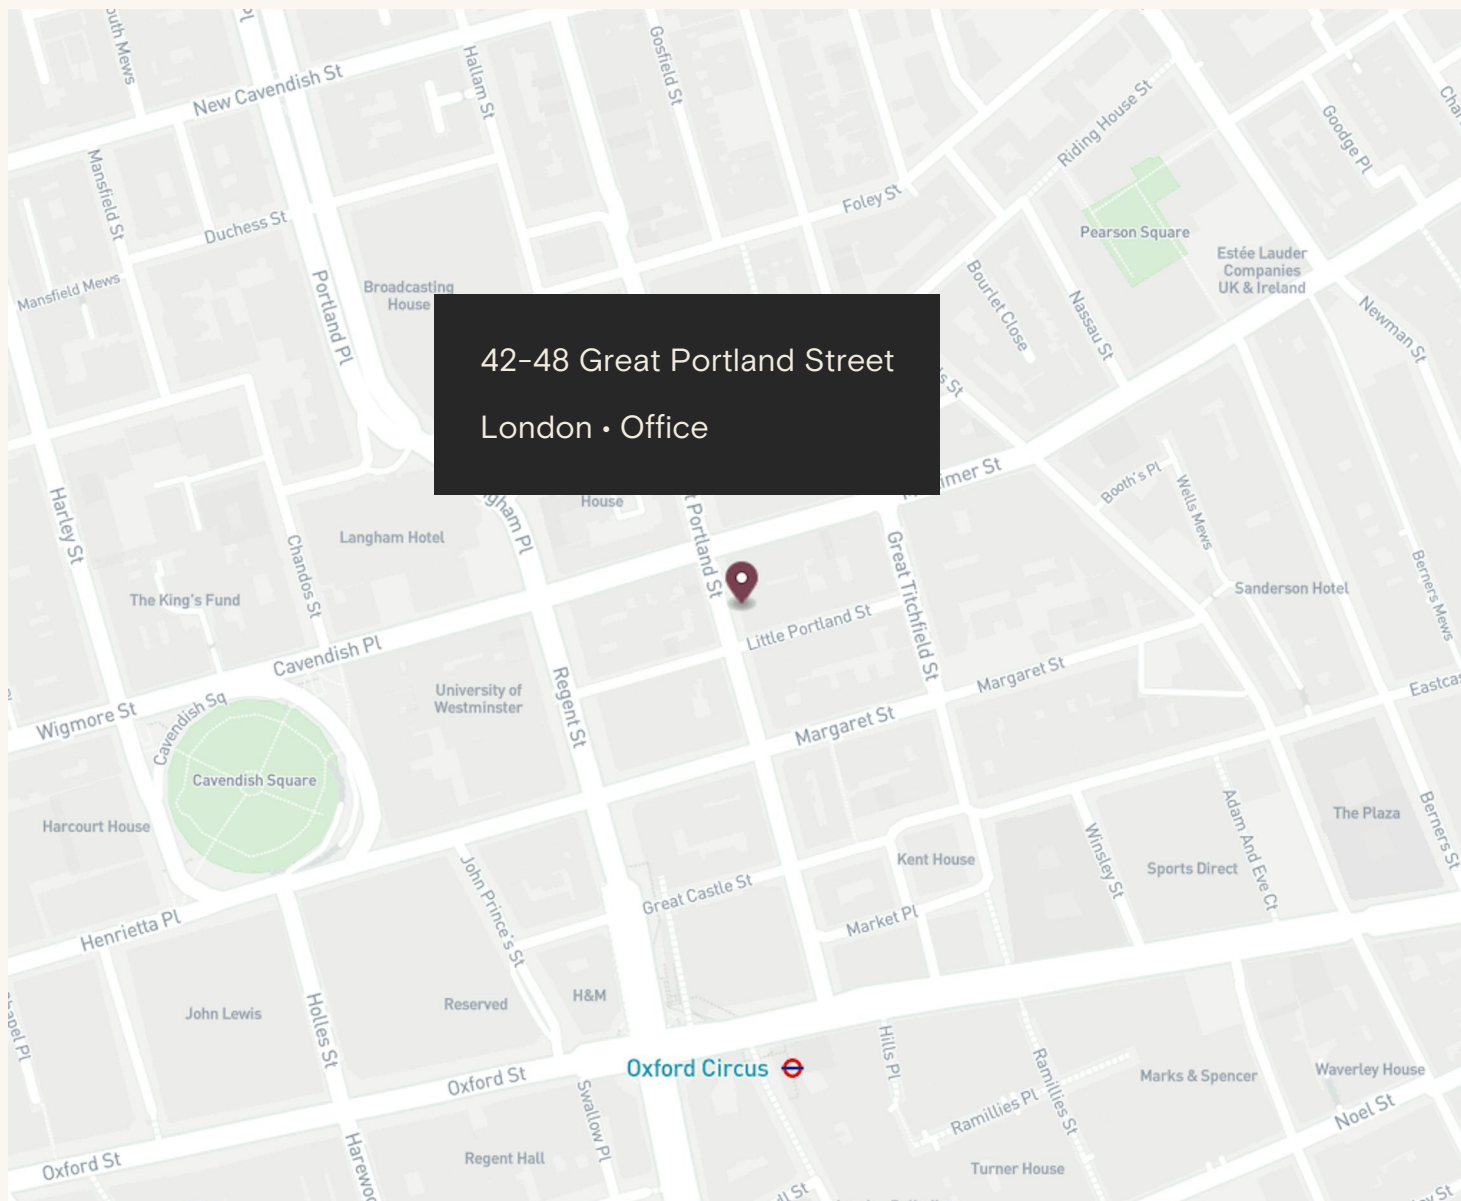 New Cavendish St
Hallam St
Gosfield St
Riding House St
Goodge Pl
Mansfield St
Duchess St
Foley St
Pearson Square
Estée Lauder
Companies
UK & Ireland
Mansfield Mews
Portland Pl
Broadcasting
House
Bourlet Close
Nassau St
Newman St
42-48 Great Portland Street
London • Office
Harley St
Langham Hotel
House
Portland St
Booth's Pl
Wells Mews
Chandos St
Great Titchfield St
Berners Mews
The King's Fund
Sanderson Hotel
Little Portland St
Cavendish Pl
Margaret St
University of
Westminster
Regent St
Wigmore St
Cavendish Sq
Margaret St
Cavendish Square
Harcourt House
The Plaza
Adam And Eve Ct
Berners St
Winsley St
Kent House
Sports Direct
John Prince's St
Great Castle St
Market Pl
Henrietta Pl
John Lewis
Holles St
Reserved
H&M
Oxford Circus
Hills Pl
Ramillies St
Marks & Spencer
Waverley House
Oxford St
Swallow Pl
Ramillies Pl
Noel St
Oxford St
Regent Hall
Turner House